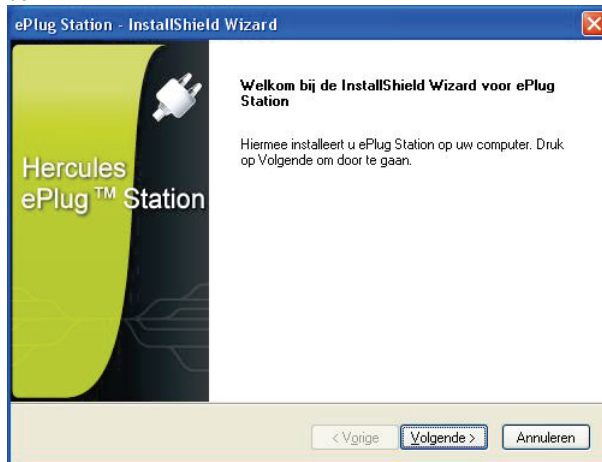 ePlug Station - InstallShield Wizard
Hercules
ePlug™ Station
Welkom bij de InstallShield Wizard voor ePlug
Station
Hiermee installeert u ePlug Station op uw computer. Druk
op Volgende om door te gaan.
< Vorige
Volgende >
Annuleren